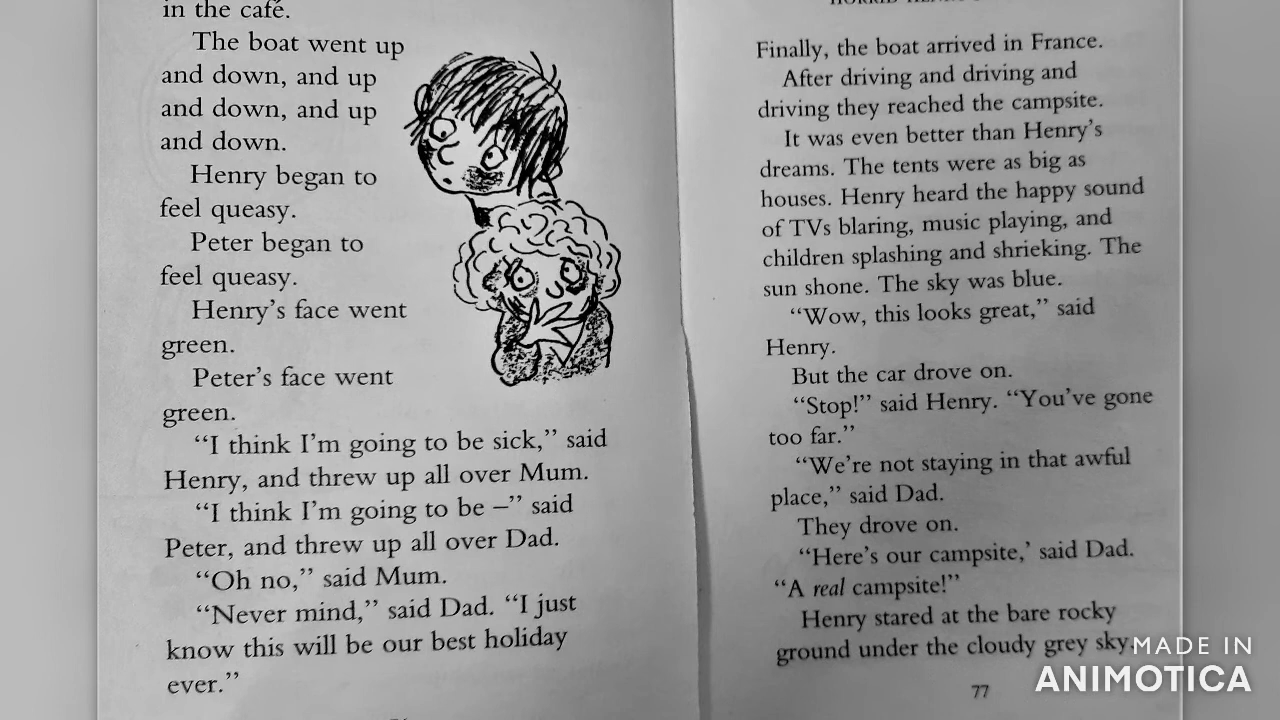 in the café.
The boat went up
and down, and up
and down, and up
and down.
Henry began to
feel queasy.
Peter began to
feel queasy.
Henry's face went
green.
Peter's face went
green.
“I think I'm going to be sick,” said
Henry, and threw up all over Mum.
“I think I'm going to be –” said
Peter, and threw up all over Dad.
“Oh no,” said Mum.
“Never mind,” said Dad. “I just
know this will be our best holiday
ever.”
Finally, the boat arrived in France.
After driving and driving and
driving they reached the campsite.
It was even better than Henry's
dreams. The tents were as big as
houses. Henry heard the happy sound
of TVs blaring, music playing, and
children splashing and shrieking. The
sun shone. The sky was blue.
“Wow, this looks great,” said
Henry.
But the car drove on.
“Stop!” said Henry. “You've gone
too far.”
“We're not staying in that awful
place,” said Dad.
They drove on.
“Here's our campsite,’ said Dad.
“A real campsite!”
Henry stared at the bare rocky
ground under the cloudy grey sky.
77
MADE IN
ANIMOTICA